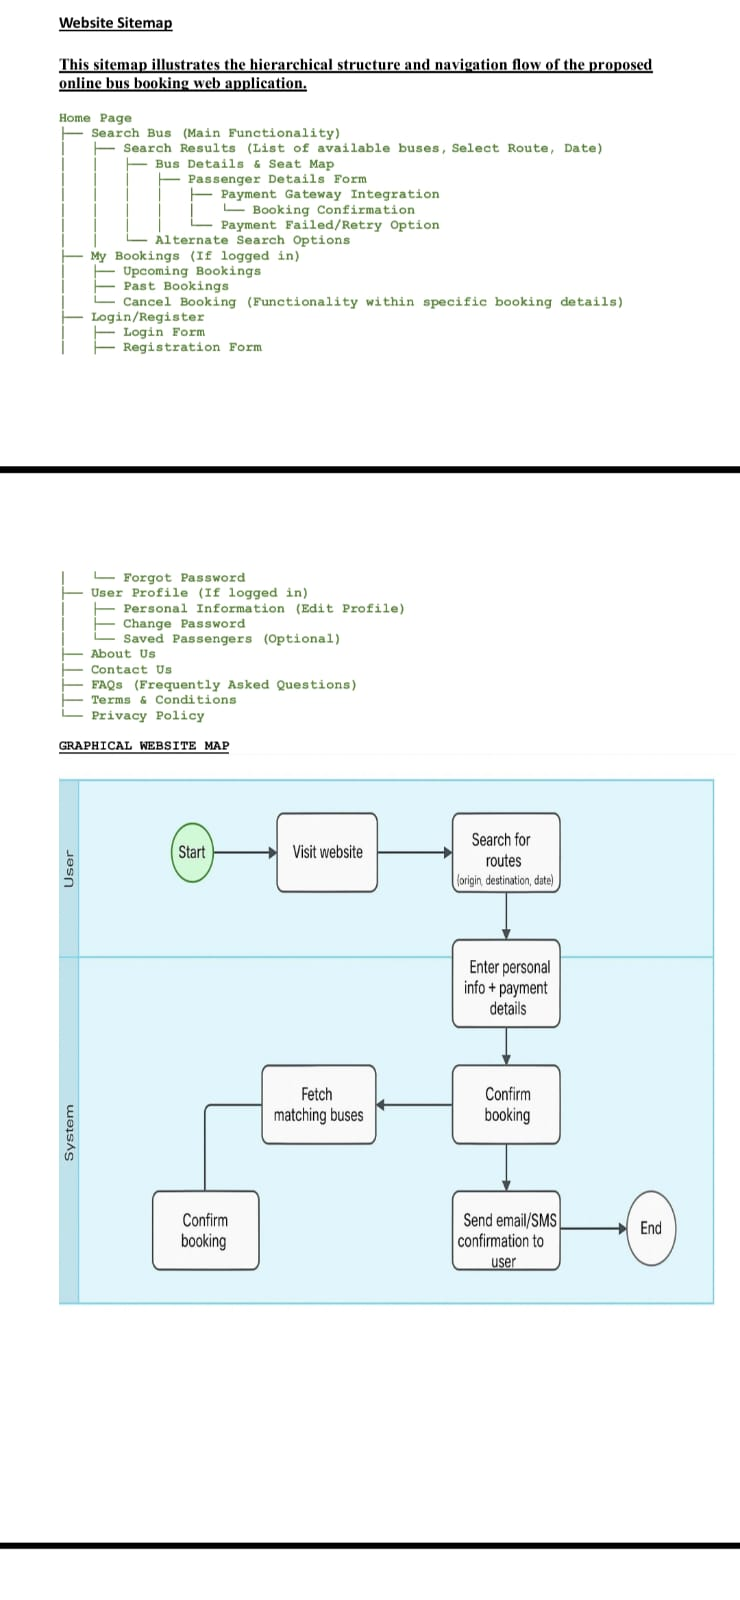 Website Sitemap
This sitemap illustrates the hierarchical structure and navigation flow of the proposed
online bus booking web application.
Home Page
├── Search Bus (Main Functionality)
│   ├── Search Results (List of available buses, Select Route, Date)
│   │   ├── Bus Details & Seat Map
│   │   │   ├── Passenger Details Form
│   │   │   │   ├── Payment Gateway Integration
│   │   │   │   │   └── Booking Confirmation
│   │   │   │   └── Payment Failed/Retry Option
│   │   └── Alternate Search Options
├── My Bookings (If logged in)
│   ├── Upcoming Bookings
│   ├── Past Bookings
│   └── Cancel Booking (Functionality within specific booking details)
├── Login/Register
│   ├── Login Form
│   ├── Registration Form
│   └── Forgot Password
├── User Profile (If logged in)
│   ├── Personal Information (Edit Profile)
│   ├── Change Password
│   └── Saved Passengers (Optional)
├── About Us
├── Contact Us
├── FAQs (Frequently Asked Questions)
├── Terms & Conditions
└── Privacy Policy
GRAPHICAL WEBSITE MAP
User
Start
Visit website
Search for
routes
(origin, destination, date)
System
Enter personal
info + payment
details
Fetch
matching buses
Confirm
booking
Confirm
booking
Send email/SMS
confirmation to
user
End